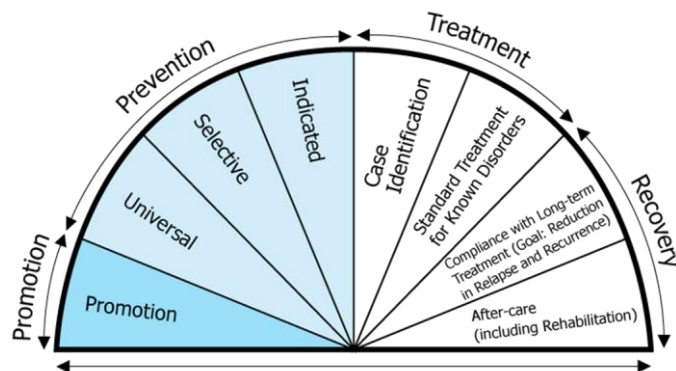 Promotion
Prevention
Treatment
Recovery
Promotion
Universal
Selective
Indicated
Case
Identification
Standard Treatment
for Known Disorders
Compliance with Long-term
Treatment (Goal: Reduction
in Relapse and Recurrence)
After-care
(including Rehabilitation)